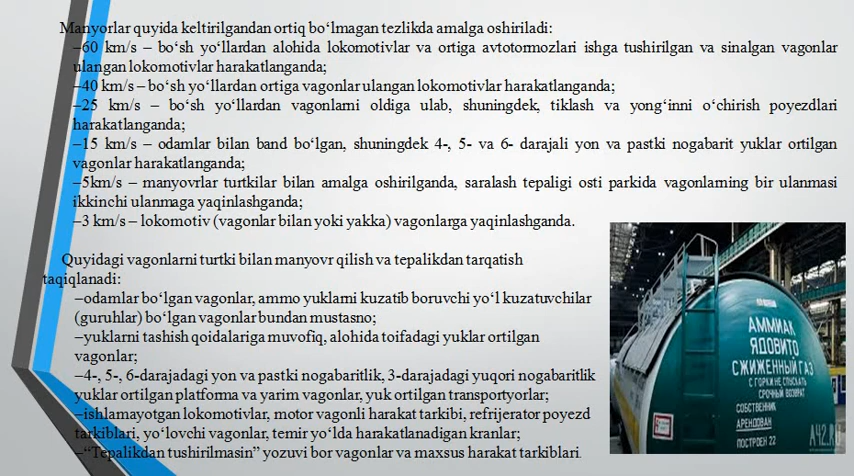 Manyorlar quyida keltirilgandan ortiq bo‘lmagan tezlikda amalga oshiriladi:
–60 km/s – bo‘sh yo‘llardan alohida lokomotivlar va ortiga avtotormozlari ishga tushirilgan va sinalgan vagonlar
ulangan lokomotivlar harakatlanganda;
–40 km/s – bo‘sh yo‘llardan ortiga vagonlar ulangan lokomotivlar harakatlanganda;
–25 km/s – bo‘sh yo‘llardan vagonlarni oldiga ulab, shuningdek, tiklash va yong‘inni o‘chirish poyezdlari
harakatlanganda;
–15 km/s – odamlar bilan band bo‘lgan, shuningdek 4-, 5- va 6- darajali yon va pastki nogabarit yuklar ortilgan
vagonlar harakatlanganda;
–5km/s – manyovrlar turtkilar bilan amalga oshirilganda, saralash tepaligi osti parkida vagonlarning bir ulanmasi
ikkinchi ulanmaga yaqinlashganda;
–3 km/s – lokomotiv (vagonlar bilan yoki yakka) vagonlarga yaqinlashganda.
Quyidagi vagonlarni turtki bilan manyovr qilish va tepalikdan tarqatish
taqiqlanadi:
–odamlar bo‘lgan vagonlar, ammo yuklarni kuzatib boruvchi yo‘l kuzatuvchilar
(guruhlar) bo‘lgan vagonlar bundan mustasno;
–yuklarni tashish qoidalariga muvofiq, alohida toifadagi yuklar ortilgan
vagonlar;
–4-, 5-, 6-darajadagi yon va pastki nogabaritlik, 3-darajadagi yuqori nogabaritlik
yuklar ortilgan platforma va yarim vagonlar, yuk ortilgan transportyorlar;
–ishlamayotgan lokomotivlar, motor vagonli harakat tarkibi, refrijerator poyezd
tarkiblari, yo‘lovchi vagonlar, temir yo‘lda harakatlanadigan kranlar;
–“Tepalikdan tushirilmasin” yozuvi bor vagonlar va maxsus harakat tarkiblari.
АММИАК
ЯДОВИТО
СЖИЖЕННЫЙ ГАЗ
С ГОРКИ НЕ СПУСКАТЬ
СРОЧНЫЙ ВОЗВРАТ
СОБСТВЕННИК
АРЕНДОВАН
ПОСТРОЕН 22
A42.RU